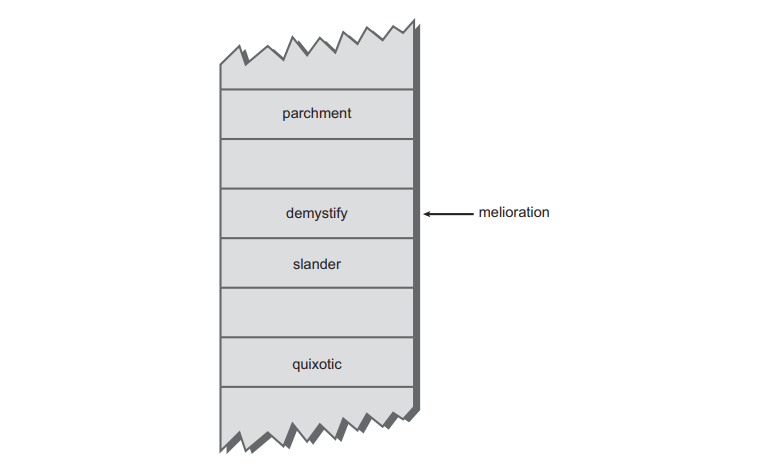 parchment
demystify
melioration
slander
quixotic